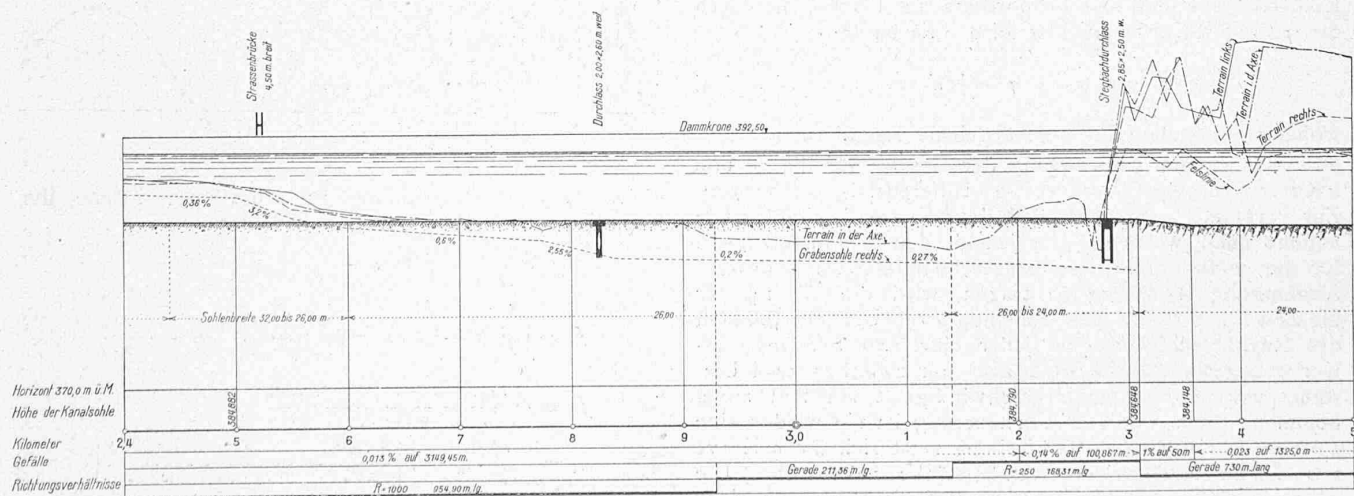 Strassenbrücke
4,50 m. breit
Durchlass 2,00×2,60 m. weit
Stegbachdurchlass
2,85×2,50 m. w.
Terrain links
Terrain i.d. Axe
Terrain rechts
Dammkrone 392,50
Felslinie
0,36 %
3,2 %
0,6 %
2,55 %
Terrain in der Axe
Grabensohle rechts
0,2 %
0,27 %
Sohlenbreite 32,00 bis 26,00 m.
26,00
26,00 bis 24,00 m.
24,00
Horizont 370,0 m ü. M.
Höhe der Kanalsohle
384,882
384,790
384,648
384,148
Kilometer
2,4 5 6 7 8 9 3,0 1 2 3 4 5
Gefälle
0,013 % auf 3149,45 m.
0,14 % auf 100,867 m
1 % auf 50 m
0,023 auf 1325,0 m
Richtungsverhältnisse
R=1000 954,90 m. lg.
Gerade 211,36 m. lg.
R=250 168,31 m lg
Gerade 730 m. lang